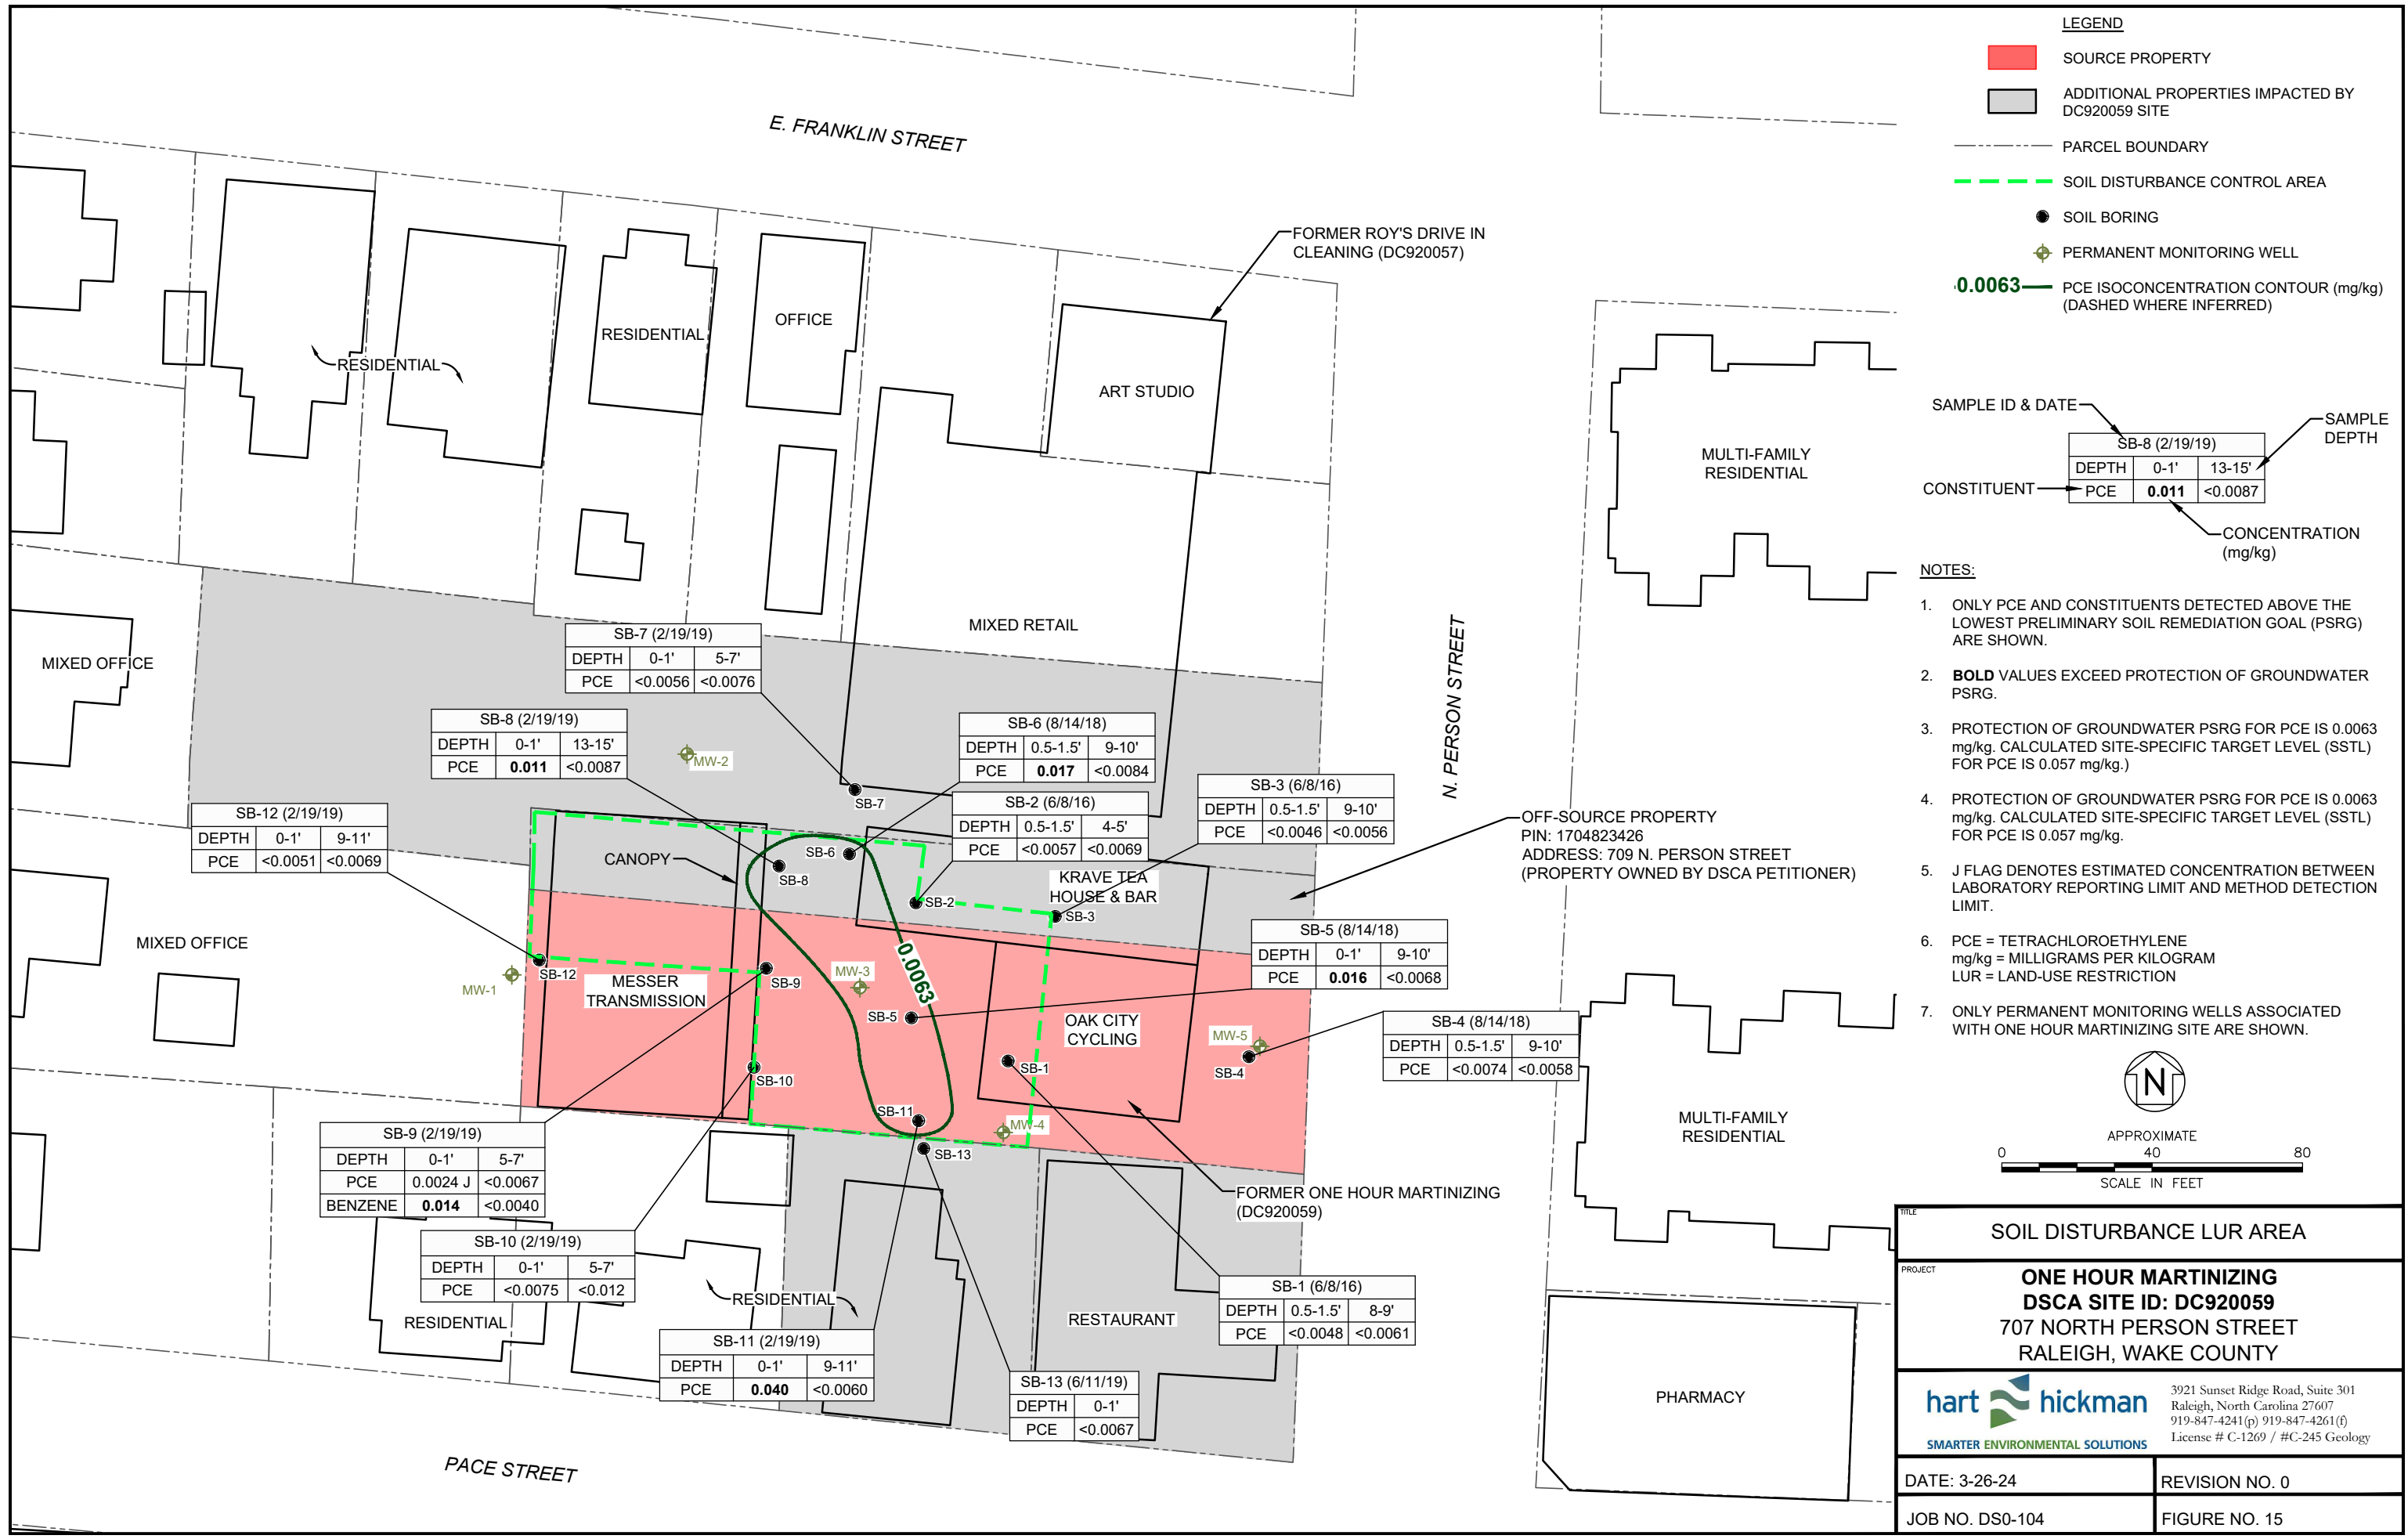 LEGEND
SOURCE PROPERTY
ADDITIONAL PROPERTIES IMPACTED BY
DC920059 SITE
PARCEL BOUNDARY
SOIL DISTURBANCE CONTROL AREA
SOIL BORING
PERMANENT MONITORING WELL
0.0063
PCE ISOCONCENTRATION CONTOUR (mg/kg)
(DASHED WHERE INFERRED)
SAMPLE ID & DATE
SAMPLE
DEPTH
SB-8 (2/19/19)
DEPTH 0-1' 13-15'
PCE 0.011 <0.0087
CONSTITUENT
CONCENTRATION
(mg/kg)
NOTES:
1. ONLY PCE AND CONSTITUENTS DETECTED ABOVE THE
LOWEST PRELIMINARY SOIL REMEDIATION GOAL (PSRG)
ARE SHOWN.
2. BOLD VALUES EXCEED PROTECTION OF GROUNDWATER
PSRG.
3. PROTECTION OF GROUNDWATER PSRG FOR PCE IS 0.0063
mg/kg. CALCULATED SITE-SPECIFIC TARGET LEVEL (SSTL)
FOR PCE IS 0.057 mg/kg.)
4. PROTECTION OF GROUNDWATER PSRG FOR PCE IS 0.0063
mg/kg. CALCULATED SITE-SPECIFIC TARGET LEVEL (SSTL)
FOR PCE IS 0.057 mg/kg.
5. J FLAG DENOTES ESTIMATED CONCENTRATION BETWEEN
LABORATORY REPORTING LIMIT AND METHOD DETECTION
LIMIT.
6. PCE = TETRACHLOROETHYLENE
mg/kg = MILLIGRAMS PER KILOGRAM
LUR = LAND-USE RESTRICTION
7. ONLY PERMANENT MONITORING WELLS ASSOCIATED
WITH ONE HOUR MARTINIZING SITE ARE SHOWN.
N
APPROXIMATE
0 40 80
SCALE IN FEET
TITLE
SOIL DISTURBANCE LUR AREA
PROJECT
ONE HOUR MARTINIZING
DSCA SITE ID: DC920059
707 NORTH PERSON STREET
RALEIGH, WAKE COUNTY
hart hickman
SMARTER ENVIRONMENTAL SOLUTIONS
3921 Sunset Ridge Road, Suite 301
Raleigh, North Carolina 27607
919-847-4241(p) 919-847-4261(f)
License # C-1269 / #C-245 Geology
DATE: 3-26-24
REVISION NO. 0
JOB NO. DS0-104
FIGURE NO. 15
E. FRANKLIN STREET
FORMER ROY'S DRIVE IN
CLEANING (DC920057)
RESIDENTIAL
RESIDENTIAL
OFFICE
ART STUDIO
MULTI-FAMILY
RESIDENTIAL
MIXED RETAIL
N. PERSON STREET
MIXED OFFICE
SB-7 (2/19/19)
DEPTH 0-1' 5-7'
PCE <0.0056 <0.0076
SB-8 (2/19/19)
DEPTH 0-1' 13-15'
PCE 0.011 <0.0087
MW-2
SB-6 (8/14/18)
DEPTH 0.5-1.5' 9-10'
PCE 0.017 <0.0084
SB-7
SB-2 (6/8/16)
DEPTH 0.5-1.5' 4-5'
PCE <0.0057 <0.0069
SB-3 (6/8/16)
DEPTH 0.5-1.5' 9-10'
PCE <0.0046 <0.0056
SB-12 (2/19/19)
DEPTH 0-1' 9-11'
PCE <0.0051 <0.0069
OFF-SOURCE PROPERTY
PIN: 1704823426
ADDRESS: 709 N. PERSON STREET
(PROPERTY OWNED BY DSCA PETITIONER)
CANOPY
SB-6
SB-8
KRAVE TEA
HOUSE & BAR
SB-2
SB-3
MIXED OFFICE
SB-5 (8/14/18)
DEPTH 0-1' 9-10'
PCE 0.016 <0.0068
SB-12
MW-1
MESSER
TRANSMISSION
SB-9
MW-3
0.0063
SB-5
OAK CITY
CYCLING
MW-5
SB-4
SB-4 (8/14/18)
DEPTH 0.5-1.5' 9-10'
PCE <0.0074 <0.0058
SB-1
SB-10
SB-11
MW-4
SB-13
MULTI-FAMILY
RESIDENTIAL
SB-9 (2/19/19)
DEPTH 0-1' 5-7'
PCE 0.0024 J <0.0067
BENZENE 0.014 <0.0040
FORMER ONE HOUR MARTINIZING
(DC920059)
SB-10 (2/19/19)
DEPTH 0-1' 5-7'
PCE <0.0075 <0.012
RESIDENTIAL
RESIDENTIAL
RESTAURANT
SB-1 (6/8/16)
DEPTH 0.5-1.5' 8-9'
PCE <0.0048 <0.0061
SB-11 (2/19/19)
DEPTH 0-1' 9-11'
PCE 0.040 <0.0060
SB-13 (6/11/19)
DEPTH 0-1'
PCE <0.0067
PHARMACY
PACE STREET